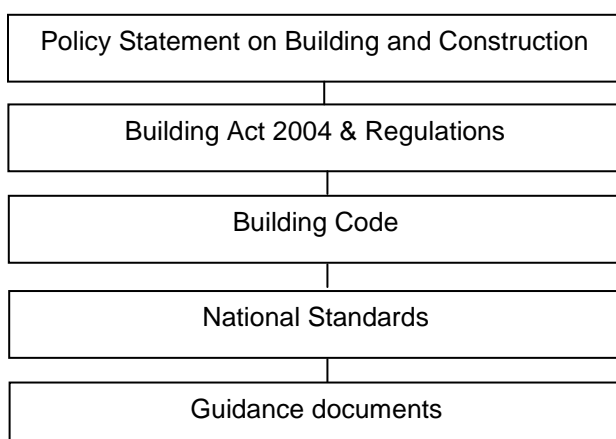 Policy Statement on Building and Construction
Building Act 2004 & Regulations
Building Code
National Standards
Guidance documents